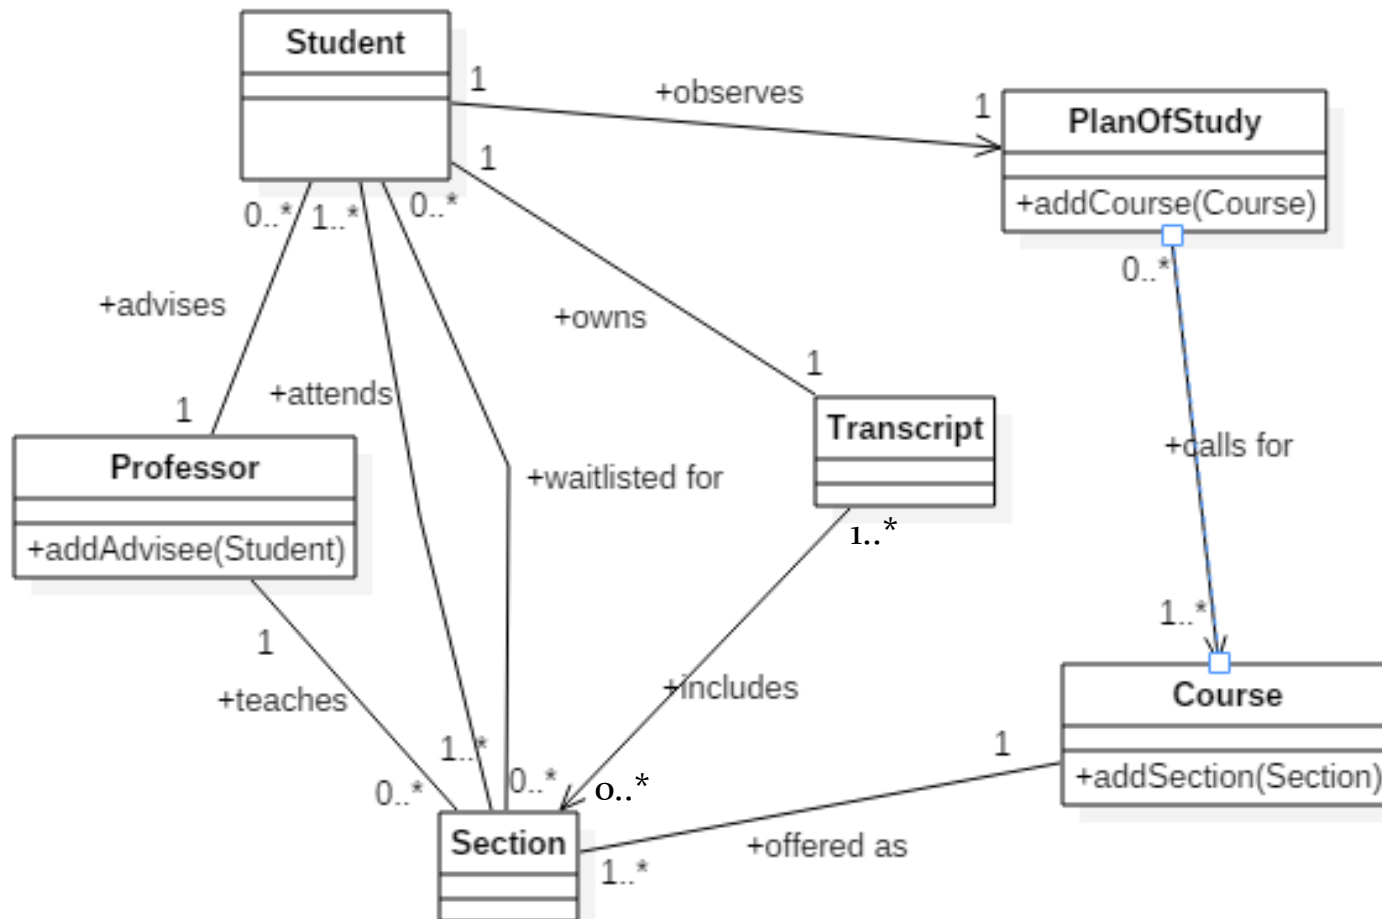 Student
1
+observes
1
PlanOfStudy
+addCourse(Course)
1
0..*
1..*
0..*
0..*
+advises
+owns
1
+attends
1
Transcript
+calls for
Professor
+waitlisted for
1..*
+addAdvisee(Student)
1..*
1
+teaches
+includes
Course
1..*
1
0..*
0..*
0..*
+addSection(Section)
Section
+offered as
1..*